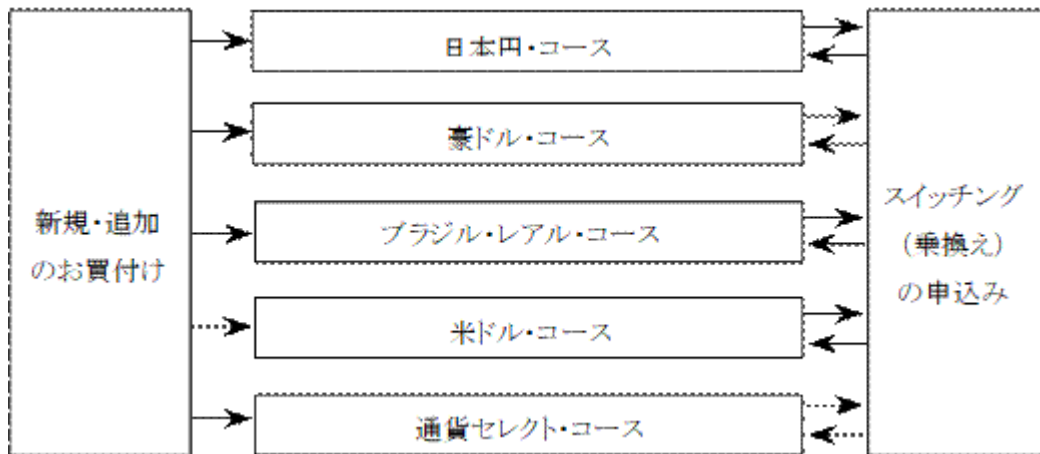 新規・追加
のお買付け
日本円・コース
豪ドル・コース
ブラジル・レアル・コース
米ドル・コース
通貨セレクト・コース
スイッチング
（乗換え）
の申込み